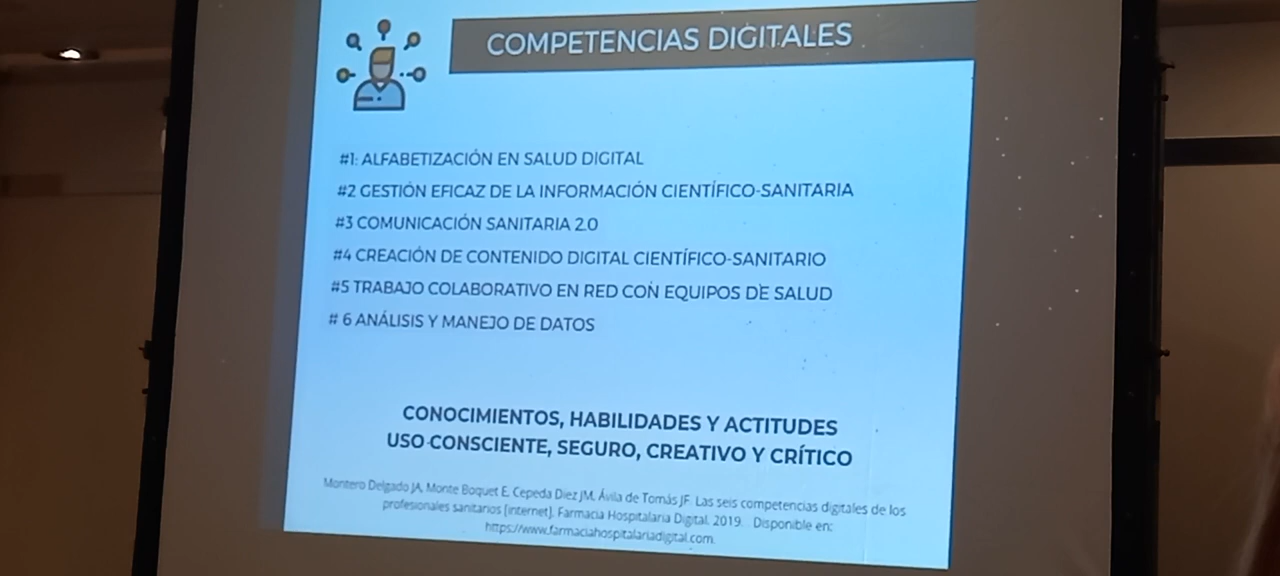 COMPETENCIAS DIGITALES
#1: ALFABETIZACIÓN EN SALUD DIGITAL
#2 GESTIÓN EFICAZ DE LA INFORMACIÓN CIENTÍFICO-SANITARIA
#3 COMUNICACIÓN SANITARIA 2.0
#4 CREACIÓN DE CONTENIDO DIGITAL CIENTÍFICO-SANITARIO
#5 TRABAJO COLABORATIVO EN RED CON EQUIPOS DE SALUD
# 6 ANÁLISIS Y MANEJO DE DATOS
CONOCIMIENTOS, HABILIDADES Y ACTITUDES
USO CONSCIENTE, SEGURO, CREATIVO Y CRÍTICO
Montero Delgado JA, Monte Boquet E, Cepeda Diez JM, Ávila de Tomás JF. Las seis competencias digitales de los
profesionales sanitarios [internet]. Farmacia Hospitalaria Digital. 2019. Disponible en:
https://www.farmaciahospitalariadigital.com.